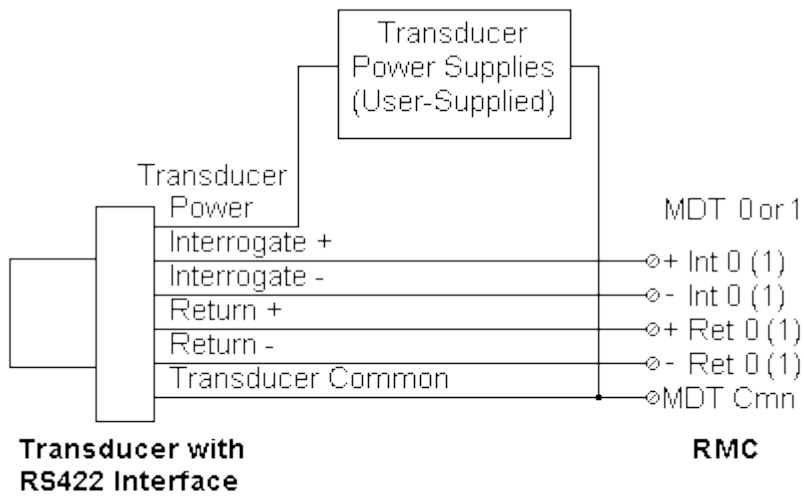 Transducer
Power Supplies
(User-Supplied)
Transducer
Power
MDT 0 or 1
Interrogate +
+ Int 0 (1)
Interrogate -
- Int 0 (1)
Return +
+ Ret 0 (1)
Return -
- Ret 0 (1)
Transducer Common
MDT Cmn
Transducer with
RS422 Interface
RMC